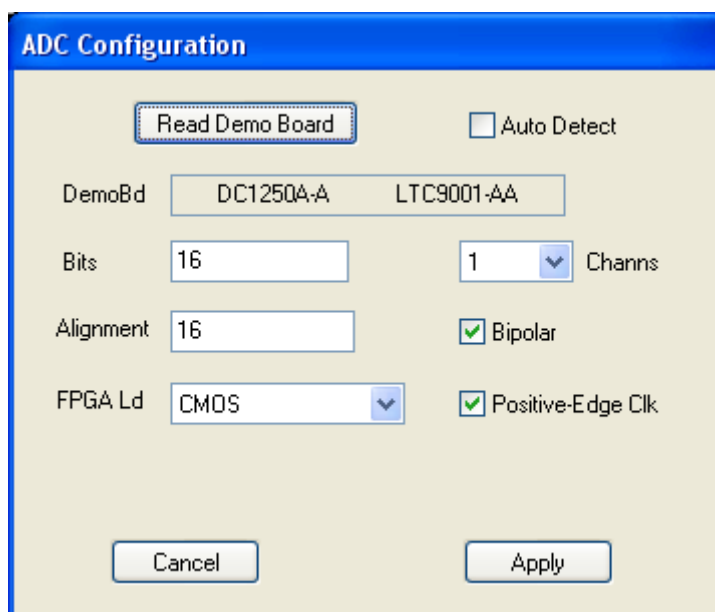 ADC Configuration
Read Demo Board Auto Detect
DemoBd DC1250A-A LTC9001-AA
Bits 16 1 Channs
Alignment 16 Bipolar
FPGA Ld CMOS Positive-Edge Clk
Cancel Apply